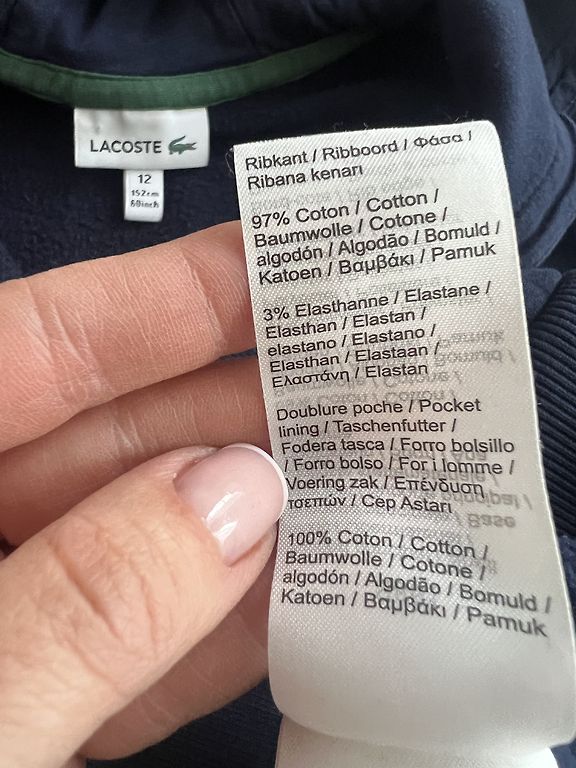 LACOSTE
12
152cm
60inch
Ribkant / Ribboord / Φάσα /
Ribana kenarı
97% Coton / Cotton /
Baumwolle / Cotone /
algodón / Algodão / Bomuld /
Katoen / Βαμβάκι / Pamuk
3% Elasthanne / Elastane /
Elasthan / Elastan /
elastano / Elastano /
Elasthan / Elastaan /
Ελαστάνη / Elastan
Doublure poche / Pocket
lining / Taschenfutter /
Fodera tasca / Forro bolsillo
/ Forro bolso / For i lomme /
Voering zak / Επένδυση
τσεπών / Cep Astarı
100% Coton / Cotton /
Baumwolle / Cotone /
algodón / Algodão / Bomuld /
Katoen / Βαμβάκι / Pamuk